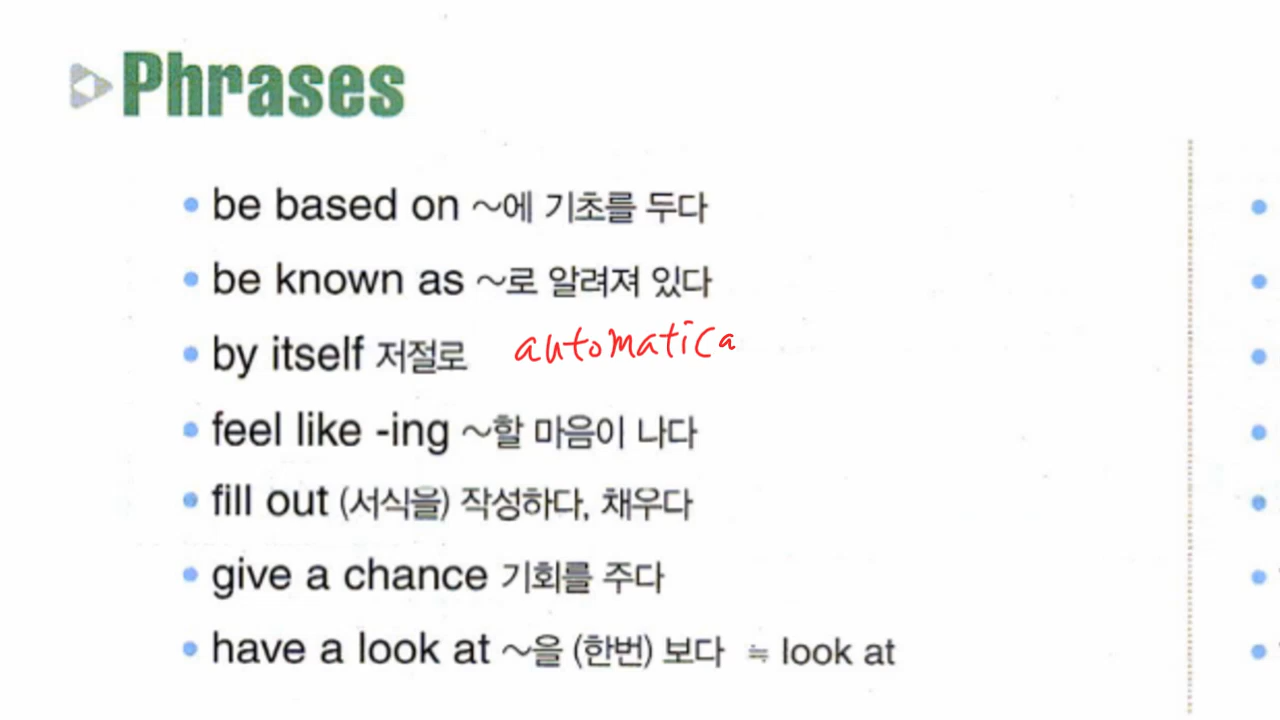 Phrases
be based on ～에 기초를 두다
be known as ～로 알려져 있다
by itself 저절로 automatica
feel like -ing ～할 마음이 나다
fill out (서식을) 작성하다, 채우다
give a chance 기회를 주다
have a look at ～을 (한번) 보다 ≒ look at